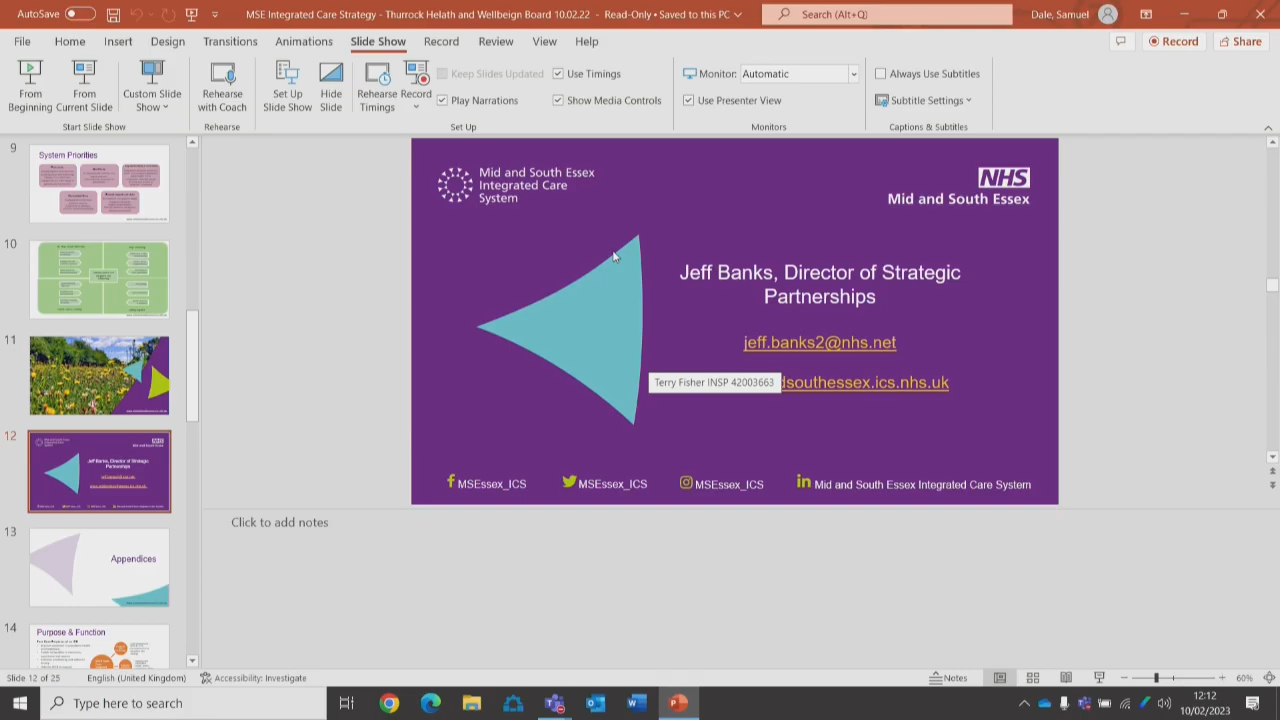 AutoSave Off
MSE Integrated Care Strategy - Thurrock Helath and Wellbeign Board 10.02.22 - Read-Only • Saved to this PC
Search (Alt+Q)
Dale, Samuel
File Home Insert Design Transitions Animations Slide Show Record Review View Help
Record
Share
From Beginning
From Current Slide
Custom Slide Show
Rehearse with Coach
Set Up Slide Show
Hide Slide
Rehearse Timings
Record
Keep Slides Updated
Use Timings
Play Narrations
Show Media Controls
Monitor: Automatic
Use Presenter View
Always Use Subtitles
Subtitle Settings
Start Slide Show
Rehearse
Set Up
Monitors
Captions & Subtitles
9
System Priorities
10
11
12
Jeff Banks, Director of Strategic
Partnerships
13
Appendices
14
Purpose & Function
Mid and South Essex
Integrated Care
System
NHS
Mid and South Essex
Jeff Banks, Director of Strategic
Partnerships
jeff.banks2@nhs.net
Terry Fisher INSP 42003663
dsouthessex.ics.nhs.uk
MSEssex_ICS
MSEssex_ICS
MSEssex_ICS
Mid and South Essex Integrated Care System
Click to add notes
Slide 12 of 25
English (United Kingdom)
Accessibility: Investigate
Notes
60%
Type here to search
12:12
10/02/2023